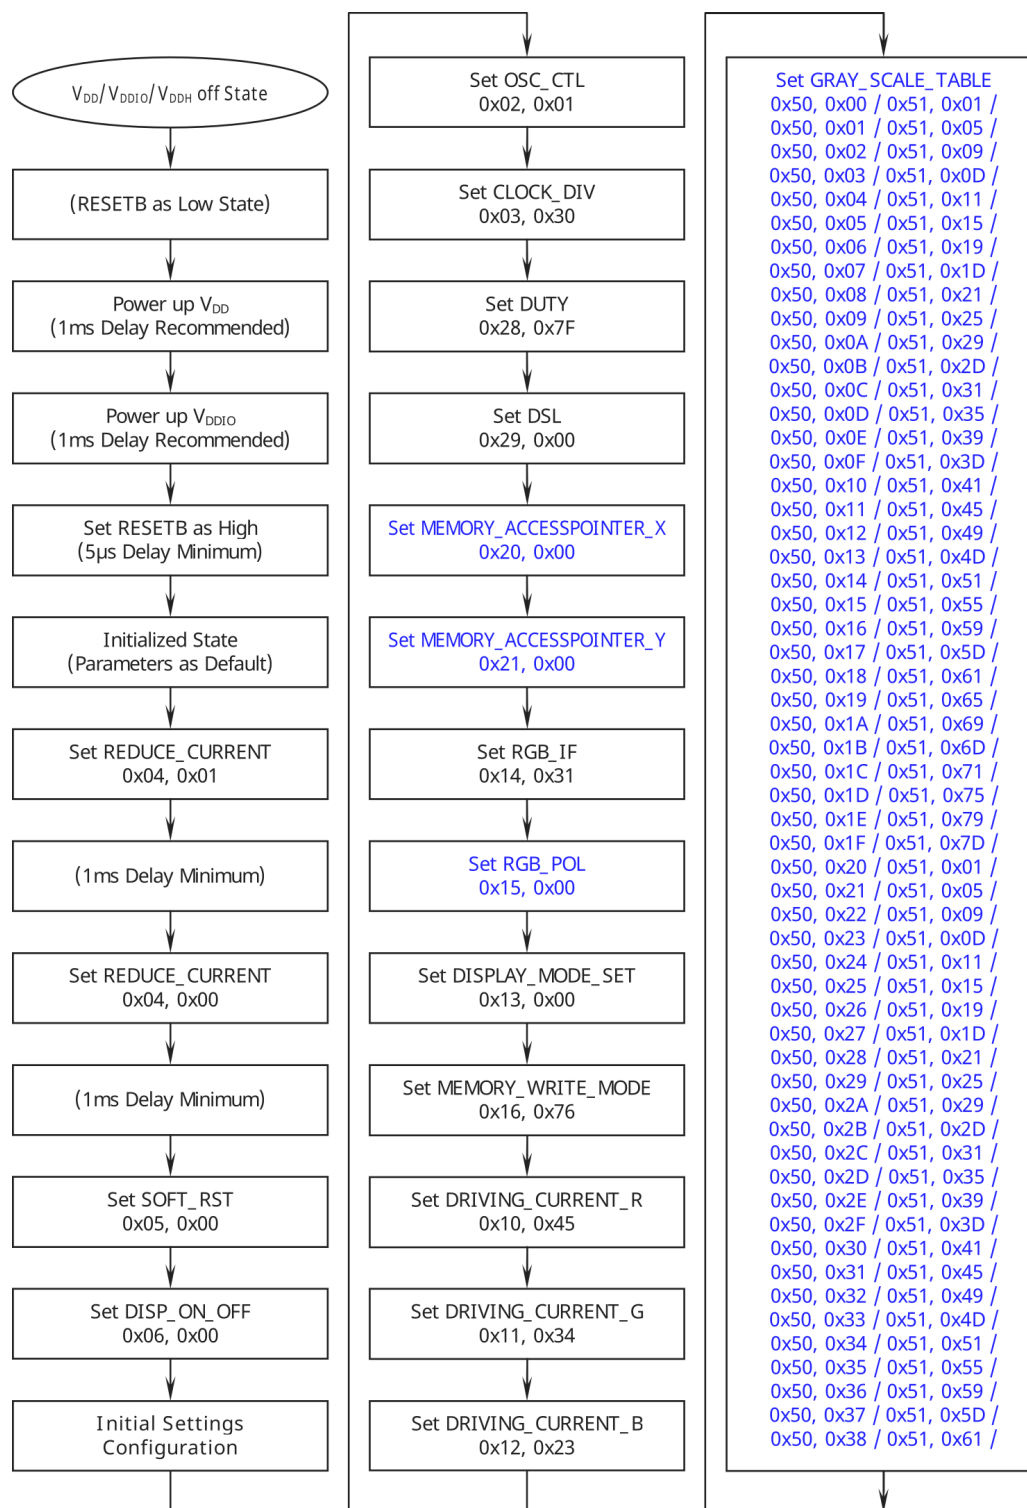 VDD/VDDIO/VDDH off State
(RESETB as Low State)
Power up VDD
(1ms Delay Recommended)
Power up VDDIO
(1ms Delay Recommended)
Set RESETB as High
(5µs Delay Minimum)
Initialized State
(Parameters as Default)
Set REDUCE_CURRENT
0x04, 0x01
(1ms Delay Minimum)
Set REDUCE_CURRENT
0x04, 0x00
(1ms Delay Minimum)
Set SOFT_RST
0x05, 0x00
Set DISP_ON_OFF
0x06, 0x00
Initial Settings
Configuration
Set OSC_CTL
0x02, 0x01
Set CLOCK_DIV
0x03, 0x30
Set DUTY
0x28, 0x7F
Set DSL
0x29, 0x00
Set MEMORY_ACCESSPOINTER_X
0x20, 0x00
Set MEMORY_ACCESSPOINTER_Y
0x21, 0x00
Set RGB_IF
0x14, 0x31
Set RGB_POL
0x15, 0x00
Set DISPLAY_MODE_SET
0x13, 0x00
Set MEMORY_WRITE_MODE
0x16, 0x76
Set DRIVING_CURRENT_R
0x10, 0x45
Set DRIVING_CURRENT_G
0x11, 0x34
Set DRIVING_CURRENT_B
0x12, 0x23
Set GRAY_SCALE_TABLE
0x50, 0x00 / 0x51, 0x01 /
0x50, 0x01 / 0x51, 0x05 /
0x50, 0x02 / 0x51, 0x09 /
0x50, 0x03 / 0x51, 0x0D /
0x50, 0x04 / 0x51, 0x11 /
0x50, 0x05 / 0x51, 0x15 /
0x50, 0x06 / 0x51, 0x19 /
0x50, 0x07 / 0x51, 0x1D /
0x50, 0x08 / 0x51, 0x21 /
0x50, 0x09 / 0x51, 0x25 /
0x50, 0x0A / 0x51, 0x29 /
0x50, 0x0B / 0x51, 0x2D /
0x50, 0x0C / 0x51, 0x31 /
0x50, 0x0D / 0x51, 0x35 /
0x50, 0x0E / 0x51, 0x39 /
0x50, 0x0F / 0x51, 0x3D /
0x50, 0x10 / 0x51, 0x41 /
0x50, 0x11 / 0x51, 0x45 /
0x50, 0x12 / 0x51, 0x49 /
0x50, 0x13 / 0x51, 0x4D /
0x50, 0x14 / 0x51, 0x51 /
0x50, 0x15 / 0x51, 0x55 /
0x50, 0x16 / 0x51, 0x59 /
0x50, 0x17 / 0x51, 0x5D /
0x50, 0x18 / 0x51, 0x61 /
0x50, 0x19 / 0x51, 0x65 /
0x50, 0x1A / 0x51, 0x69 /
0x50, 0x1B / 0x51, 0x6D /
0x50, 0x1C / 0x51, 0x71 /
0x50, 0x1D / 0x51, 0x75 /
0x50, 0x1E / 0x51, 0x79 /
0x50, 0x1F / 0x51, 0x7D /
0x50, 0x20 / 0x51, 0x01 /
0x50, 0x21 / 0x51, 0x05 /
0x50, 0x22 / 0x51, 0x09 /
0x50, 0x23 / 0x51, 0x0D /
0x50, 0x24 / 0x51, 0x11 /
0x50, 0x25 / 0x51, 0x15 /
0x50, 0x26 / 0x51, 0x19 /
0x50, 0x27 / 0x51, 0x1D /
0x50, 0x28 / 0x51, 0x21 /
0x50, 0x29 / 0x51, 0x25 /
0x50, 0x2A / 0x51, 0x29 /
0x50, 0x2B / 0x51, 0x2D /
0x50, 0x2C / 0x51, 0x31 /
0x50, 0x2D / 0x51, 0x35 /
0x50, 0x2E / 0x51, 0x39 /
0x50, 0x2F / 0x51, 0x3D /
0x50, 0x30 / 0x51, 0x41 /
0x50, 0x31 / 0x51, 0x45 /
0x50, 0x32 / 0x51, 0x49 /
0x50, 0x33 / 0x51, 0x4D /
0x50, 0x34 / 0x51, 0x51 /
0x50, 0x35 / 0x51, 0x55 /
0x50, 0x36 / 0x51, 0x59 /
0x50, 0x37 / 0x51, 0x5D /
0x50, 0x38 / 0x51, 0x61 /